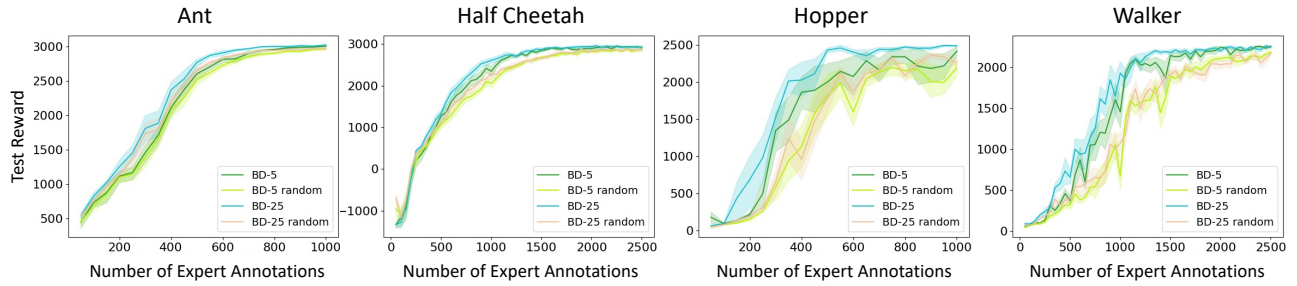 Ant
Half Cheetah
Hopper
Walker
Test Reward
3000
2500
2000
1500
1000
500
200 400 600 800 1000
BD-5
BD-5 random
BD-25
BD-25 random
Number of Expert Annotations
3000
2000
1000
0
−1000
0 500 1000 1500 2000 2500
BD-5
BD-5 random
BD-25
BD-25 random
Number of Expert Annotations
2500
2000
1500
1000
500
0
200 400 600 800 1000
BD-5
BD-5 random
BD-25
BD-25 random
Number of Expert Annotations
2000
1500
1000
500
0
0 500 1000 1500 2000 2500
BD-5
BD-5 random
BD-25
BD-25 random
Number of Expert Annotations